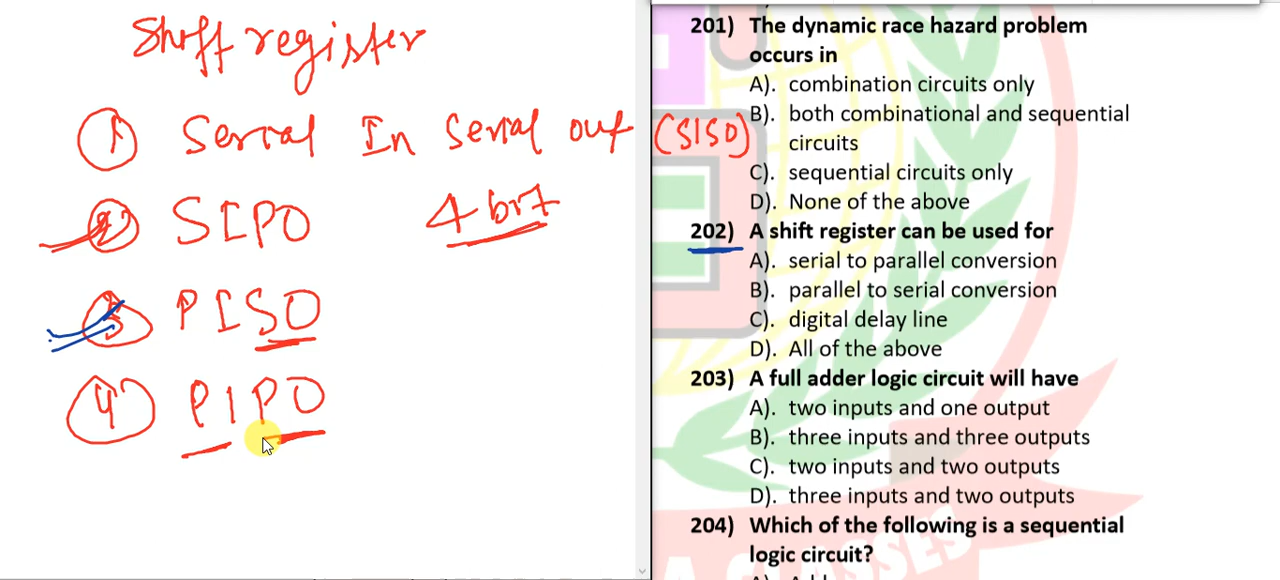 Shift register
1 Serial In Serial out (SISO)
2 SIPO 4 bit
3 PISO
4 PIPO
201) The dynamic race hazard problem
occurs in
A). combination circuits only
B). both combinational and sequential
circuits
C). sequential circuits only
D). None of the above
202) A shift register can be used for
A). serial to parallel conversion
B). parallel to serial conversion
C). digital delay line
D). All of the above
203) A full adder logic circuit will have
A). two inputs and one output
B). three inputs and three outputs
C). two inputs and two outputs
D). three inputs and two outputs
204) Which of the following is a sequential
logic circuit?